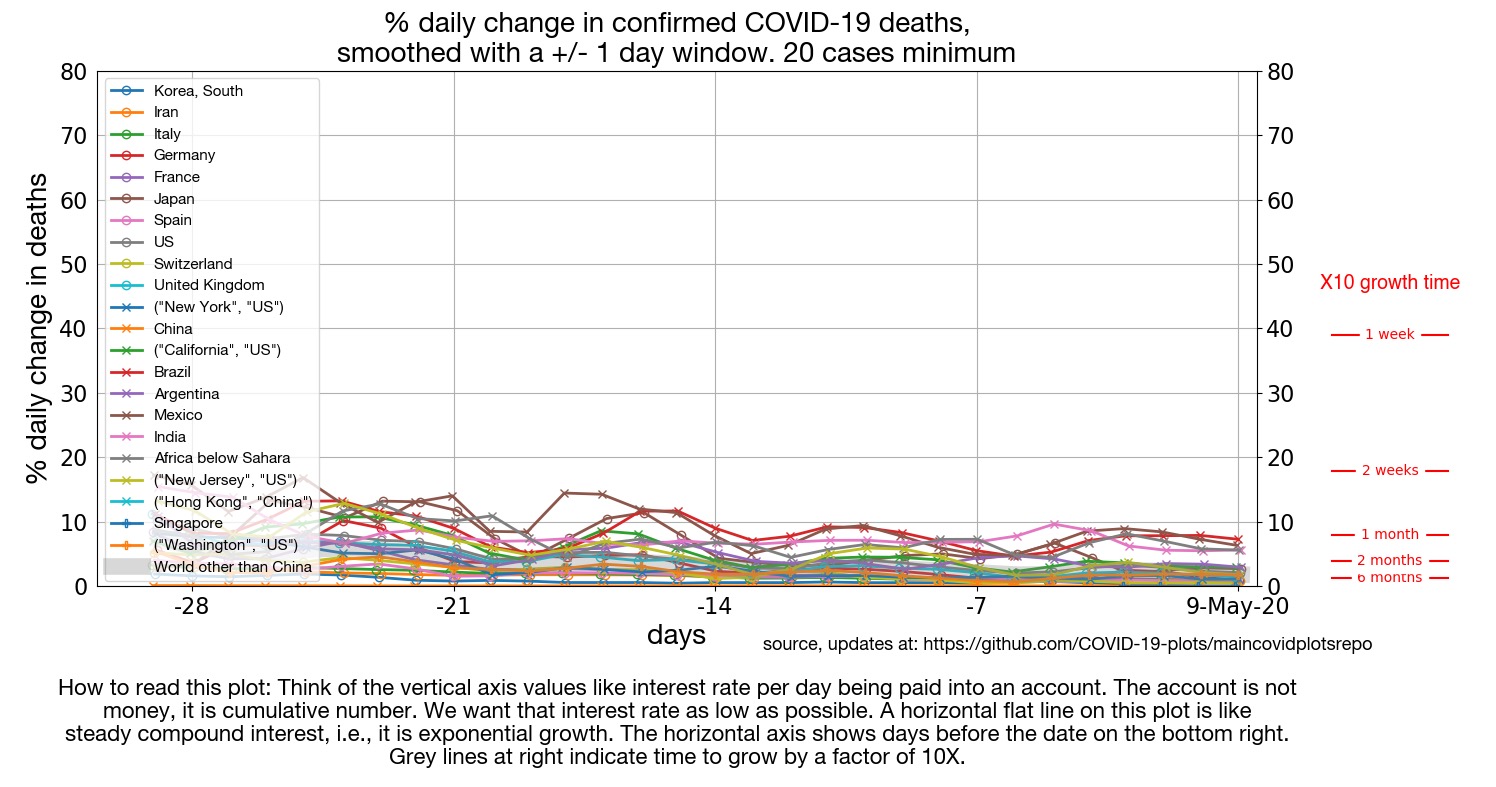 % daily change in confirmed COVID-19 deaths,
smoothed with a +/- 1 day window. 20 cases minimum
% daily change in deaths
80
70
60
50
40
30
20
10
0
Korea, South
Iran
Italy
Germany
France
Japan
Spain
US
Switzerland
United Kingdom
("New York", "US")
China
("California", "US")
Brazil
Argentina
Mexico
India
Africa below Sahara
("New Jersey", "US")
("Hong Kong", "China")
Singapore
("Washington", "US")
World other than China
80
70
60
50
40
30
20
10
0
X10 growth time
1 week
2 weeks
1 month
2 months
6 months
-28
-21
-14
-7
9-May-20
days
source, updates at: https://github.com/COVID-19-plots/maincovidplotsrepo
How to read this plot: Think of the vertical axis values like interest rate per day being paid into an account. The account is not
money, it is cumulative number. We want that interest rate as low as possible. A horizontal flat line on this plot is like
steady compound interest, i.e., it is exponential growth. The horizontal axis shows days before the date on the bottom right.
Grey lines at right indicate time to grow by a factor of 10X.